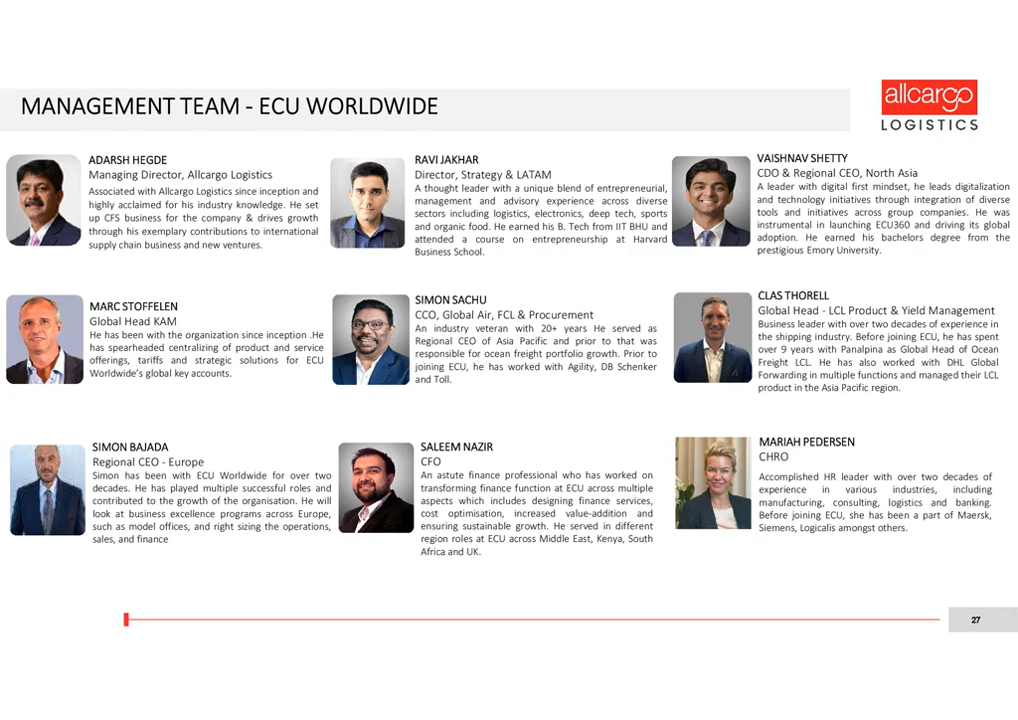 MANAGEMENT TEAM - ECU WORLDWIDE
allcargo
LOGISTICS
ADARSH HEGDE
Managing Director, Allcargo Logistics
Associated with Allcargo Logistics since inception and
highly acclaimed for his industry knowledge. He set
up CFS business for the company & drives growth
through his exemplary contributions to international
supply chain business and new ventures.
RAVI JAKHAR
Director, Strategy & LATAM
A thought leader with a unique blend of entrepreneurial,
management and advisory experience across diverse
sectors including logistics, electronics, deep tech, sports
and organic food. He earned his B. Tech from IIT BHU and
attended a course on entrepreneurship at Harvard
Business School.
VAISHNAV SHETTY
CDO & Regional CEO, North Asia
A leader with digital first mindset, he leads digitalization
and technology initiatives through integration of diverse
tools and initiatives across group companies. He was
instrumental in launching ECU360 and driving its global
adoption. He earned his bachelors degree from the
prestigious Emory University.
MARC STOFFELEN
Global Head KAM
He has been with the organization since inception .He
has spearheaded centralizing of product and service
offerings, tariffs and strategic solutions for ECU
Worldwide's global key accounts.
SIMON SACHU
CCO, Global Air, FCL & Procurement
An industry veteran with 20+ years He served as
Regional CEO of Asia Pacific and prior to that was
responsible for ocean freight portfolio growth. Prior to
joining ECU, he has worked with Agility, DB Schenker
and Toll.
CLAS THORELL
Global Head - LCL Product & Yield Management
Business leader with over two decades of experience in
the shipping industry. Before joining ECU, he has spent
over 9 years with Panalpina as Global Head of Ocean
Freight LCL. He has also worked with DHL Global
Forwarding in multiple functions and managed their LCL
product in the Asia Pacific region.
SIMON BAJADA
Regional CEO - Europe
Simon has been with ECU Worldwide for over two
decades. He has played multiple successful roles and
contributed to the growth of the organisation. He will
look at business excellence programs across Europe,
such as model offices, and right sizing the operations,
sales, and finance
SALEEM NAZIR
CFO
An astute finance professional who has worked on
transforming finance function at ECU across multiple
aspects which includes designing finance services,
cost optimisation, increased value-addition and
ensuring sustainable growth. He served in different
region roles at ECU across Middle East, Kenya, South
Africa and UK.
MARIAH PEDERSEN
CHRO
Accomplished HR leader with over two decades of
experience in various industries, including
manufacturing, consulting, logistics and banking.
Before joining ECU, she has been a part of Maersk,
Siemens, Logicalis amongst others.
27